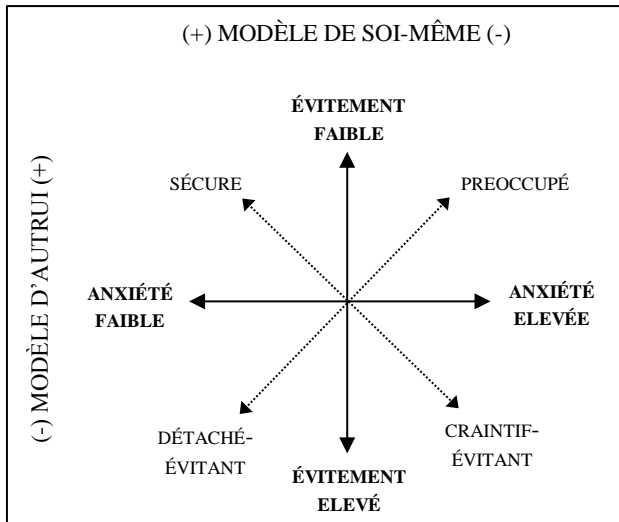 (+) MODÈLE DE SOI-MÊME (-)
ÉVITEMENT
FAIBLE
SÉCURE
PREOCCUPÉ
(-) MODÈLE D'AUTRUI (+)
ANXIÉTÉ
FAIBLE
ANXIÉTÉ
ELEVÉE
DÉTACHÉ-
ÉVITANT
CRAINTIF-
ÉVITANT
ÉVITEMENT
ELEVÉ